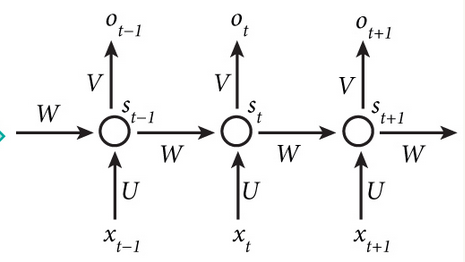 o_{t-1} o_t o_{t+1}
V V V
W s_{t-1} s_t s_{t+1}
W W W
U U U
x_{t-1} x_t x_{t+1}